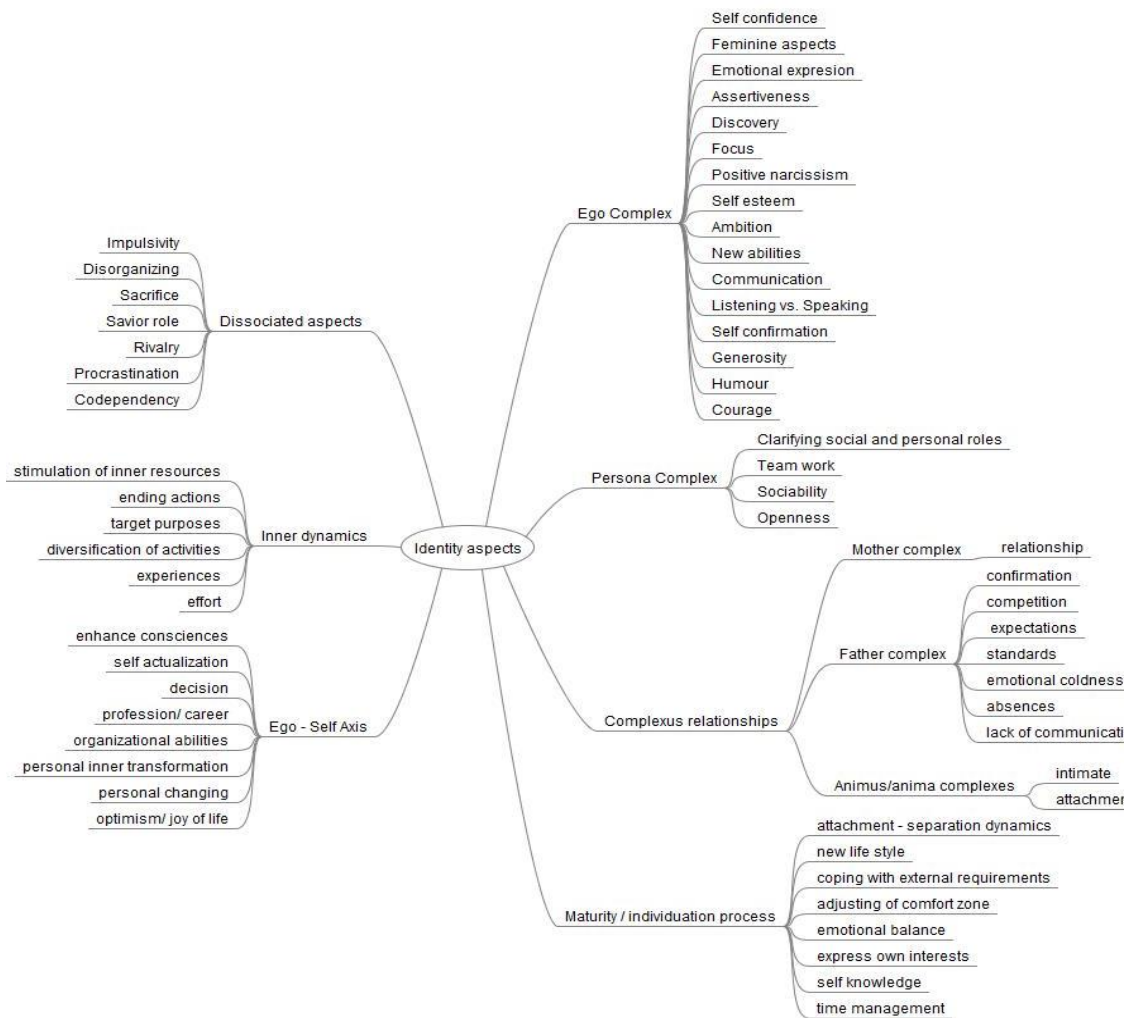 Identity aspects
Ego Complex
Self confidence
Feminine aspects
Emotional expresion
Assertiveness
Discovery
Focus
Positive narcissism
Self esteem
Ambition
New abilities
Communication
Listening vs. Speaking
Self confirmation
Generosity
Humour
Courage
Persona Complex
Clarifying social and personal roles
Team work
Sociability
Openness
Complexus relationships
Mother complex
relationship
Father complex
confirmation
competition
expectations
standards
emotional coldness
absences
lack of communicati
Animus/anima complexes
intimate
attachmen
Maturity / individuation process
attachment - separation dynamics
new life style
coping with external requirements
adjusting of comfort zone
emotional balance
express own interests
self knowledge
time management
Dissociated aspects
Impulsivity
Disorganizing
Sacrifice
Savior role
Rivalry
Procrastination
Codependency
Inner dynamics
stimulation of inner resources
ending actions
target purposes
diversification of activities
experiences
effort
Ego - Self Axis
enhance consciences
self actualization
decision
profession/ career
organizational abilities
personal inner transformation
personal changing
optimism/ joy of life